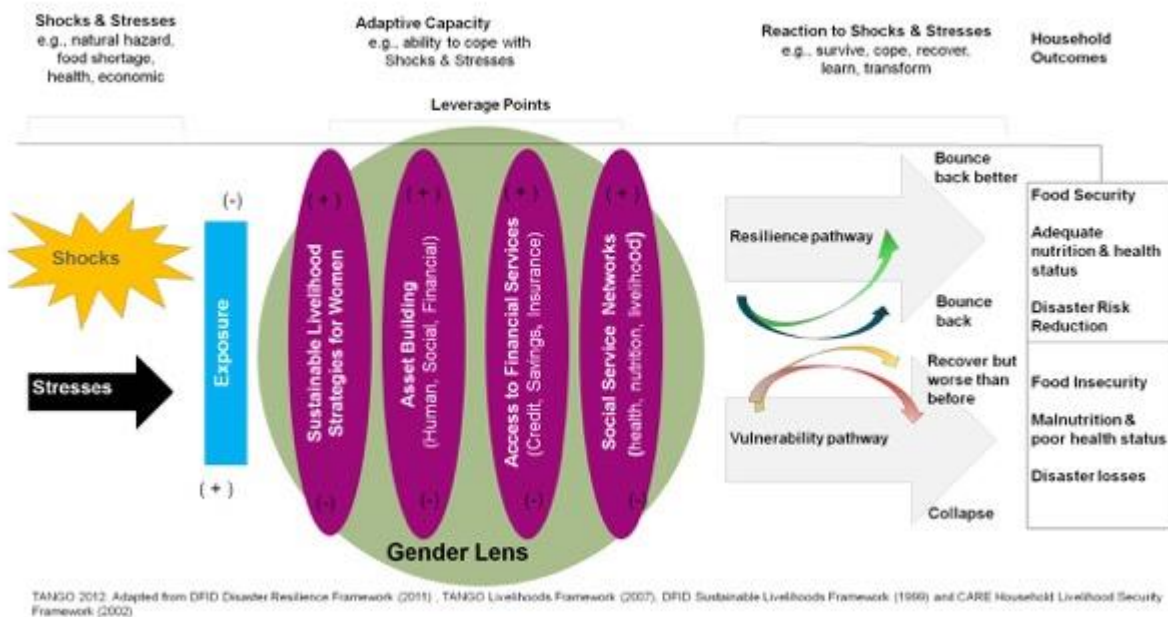 Shocks & Stresses
e.g., natural hazard,
food shortage,
health, economic
Adaptive Capacity
e.g., ability to cope with
Shocks & Stresses
Reaction to Shocks & Stresses
e.g., survive, cope, recover,
learn, transform
Household
Outcomes
Leverage Points
Shocks
Stresses
(-)
Exposure
(+)
(+)
Sustainable Livelihood
Strategies for Women
(-)
(+)
Asset Building
(Human, Social, Financial)
(-)
(+)
Access to Financial Services
(Credit, Savings, Insurance)
(-)
(+)
Social Service Networks
(health, nutrition, livelihood)
(-)
Gender Lens
Resilience pathway
Bounce
back better
Bounce
back
Vulnerability pathway
Recover but
worse than
before
Collapse
Food Security
Adequate
nutrition & health
status
Disaster Risk
Reduction
Food Insecurity
Malnutrition &
poor health status
Disaster losses
TANGO 2012. Adapted from DFID Disaster Resilience Framework (2011) , TANGO Livelihoods Framework (2007), DFID Sustainable Livelihoods Framework (1999) and CARE Household Livelihood Security
Framework (2002)